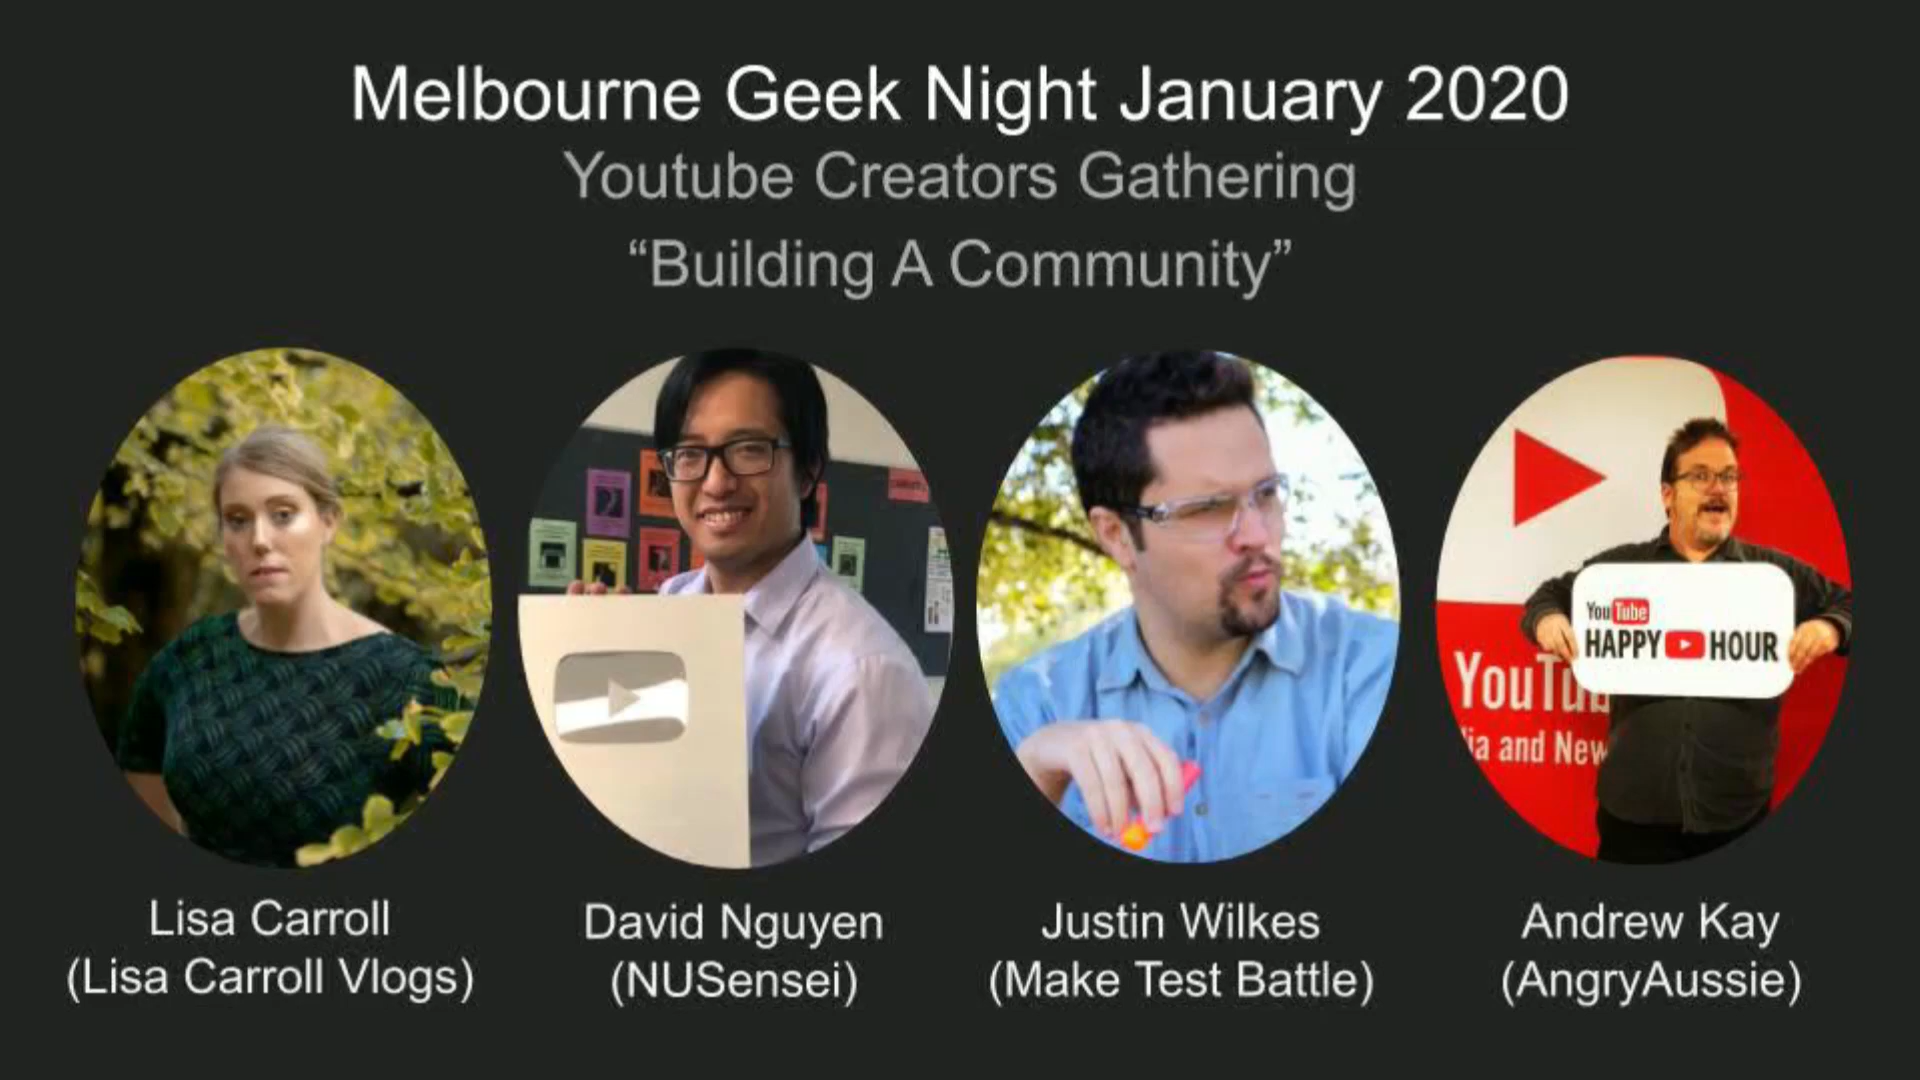 Melbourne Geek Night January 2020
Youtube Creators Gathering
“Building A Community”
YouTube
HAPPY HOUR
YouTu
ia and New
Lisa Carroll
(Lisa Carroll Vlogs)
David Nguyen
(NUSensei)
Justin Wilkes
(Make Test Battle)
Andrew Kay
(AngryAussie)